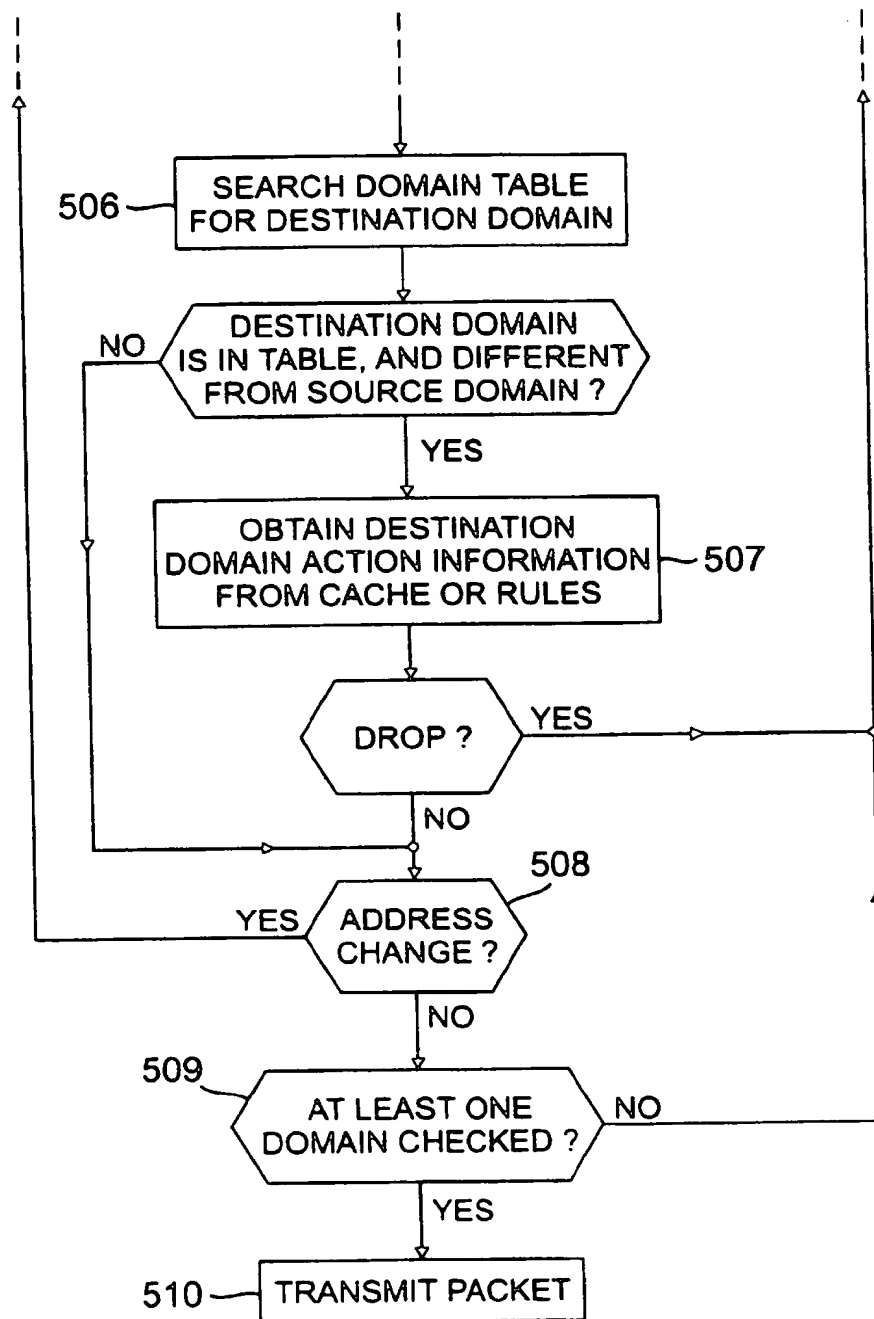 506
SEARCH DOMAIN TABLE
FOR DESTINATION DOMAIN
NO
DESTINATION DOMAIN
IS IN TABLE, AND DIFFERENT
FROM SOURCE DOMAIN ?
YES
OBTAIN DESTINATION
DOMAIN ACTION INFORMATION
FROM CACHE OR RULES
507
DROP ?
YES
NO
508
YES
ADDRESS
CHANGE ?
NO
509
AT LEAST ONE
DOMAIN CHECKED ?
NO
YES
510
TRANSMIT PACKET